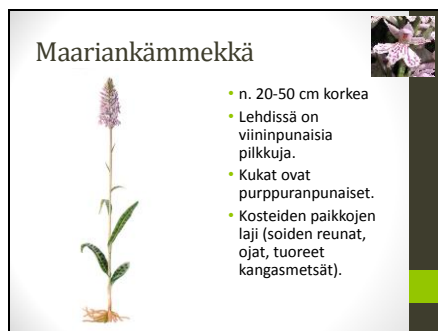 Maariankämmekkä
• n. 20-50 cm korkea
• Lehdissä on
viininpunaisia
pilkkuja.
• Kukat ovat
purppuranpunaiset.
• Kosteiden paikkojen
laji (soiden reunat,
ojat, tuoreet
kangasmetsät).